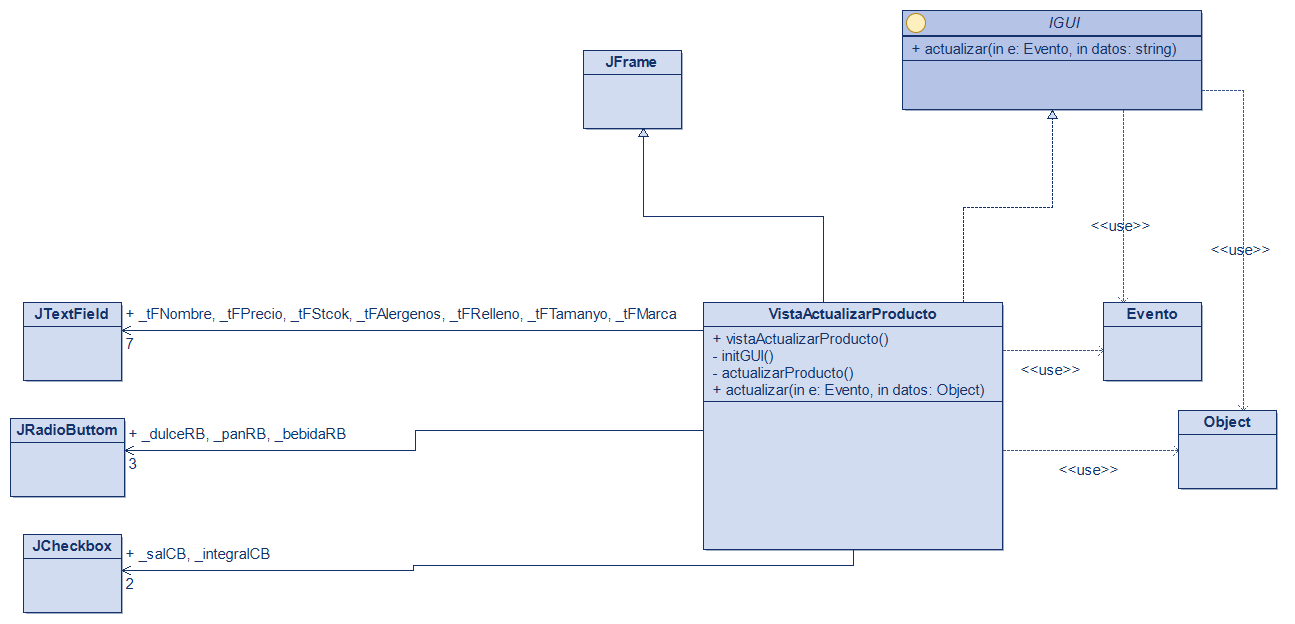 IGUI
+ actualizar(in e: Evento, in datos: string)
JFrame
<<use>>
<<use>>
JTextField
+ _tFNombre, _tFPrecio, _tFStcok, _tFAlergenos, _tFRelleno, _tFTamanyo, _tFMarca
7
VistaActualizarProducto
+ vistaActualizarProducto()
- initGUI()
- actualizarProducto()
+ actualizar(in e: Evento, in datos: Object)
Evento
<<use>>
JRadioButtom
+ _dulceRB, _panRB, _bebidaRB
3
Object
<<use>>
JCheckbox
+ _salCB, _integralCB
2